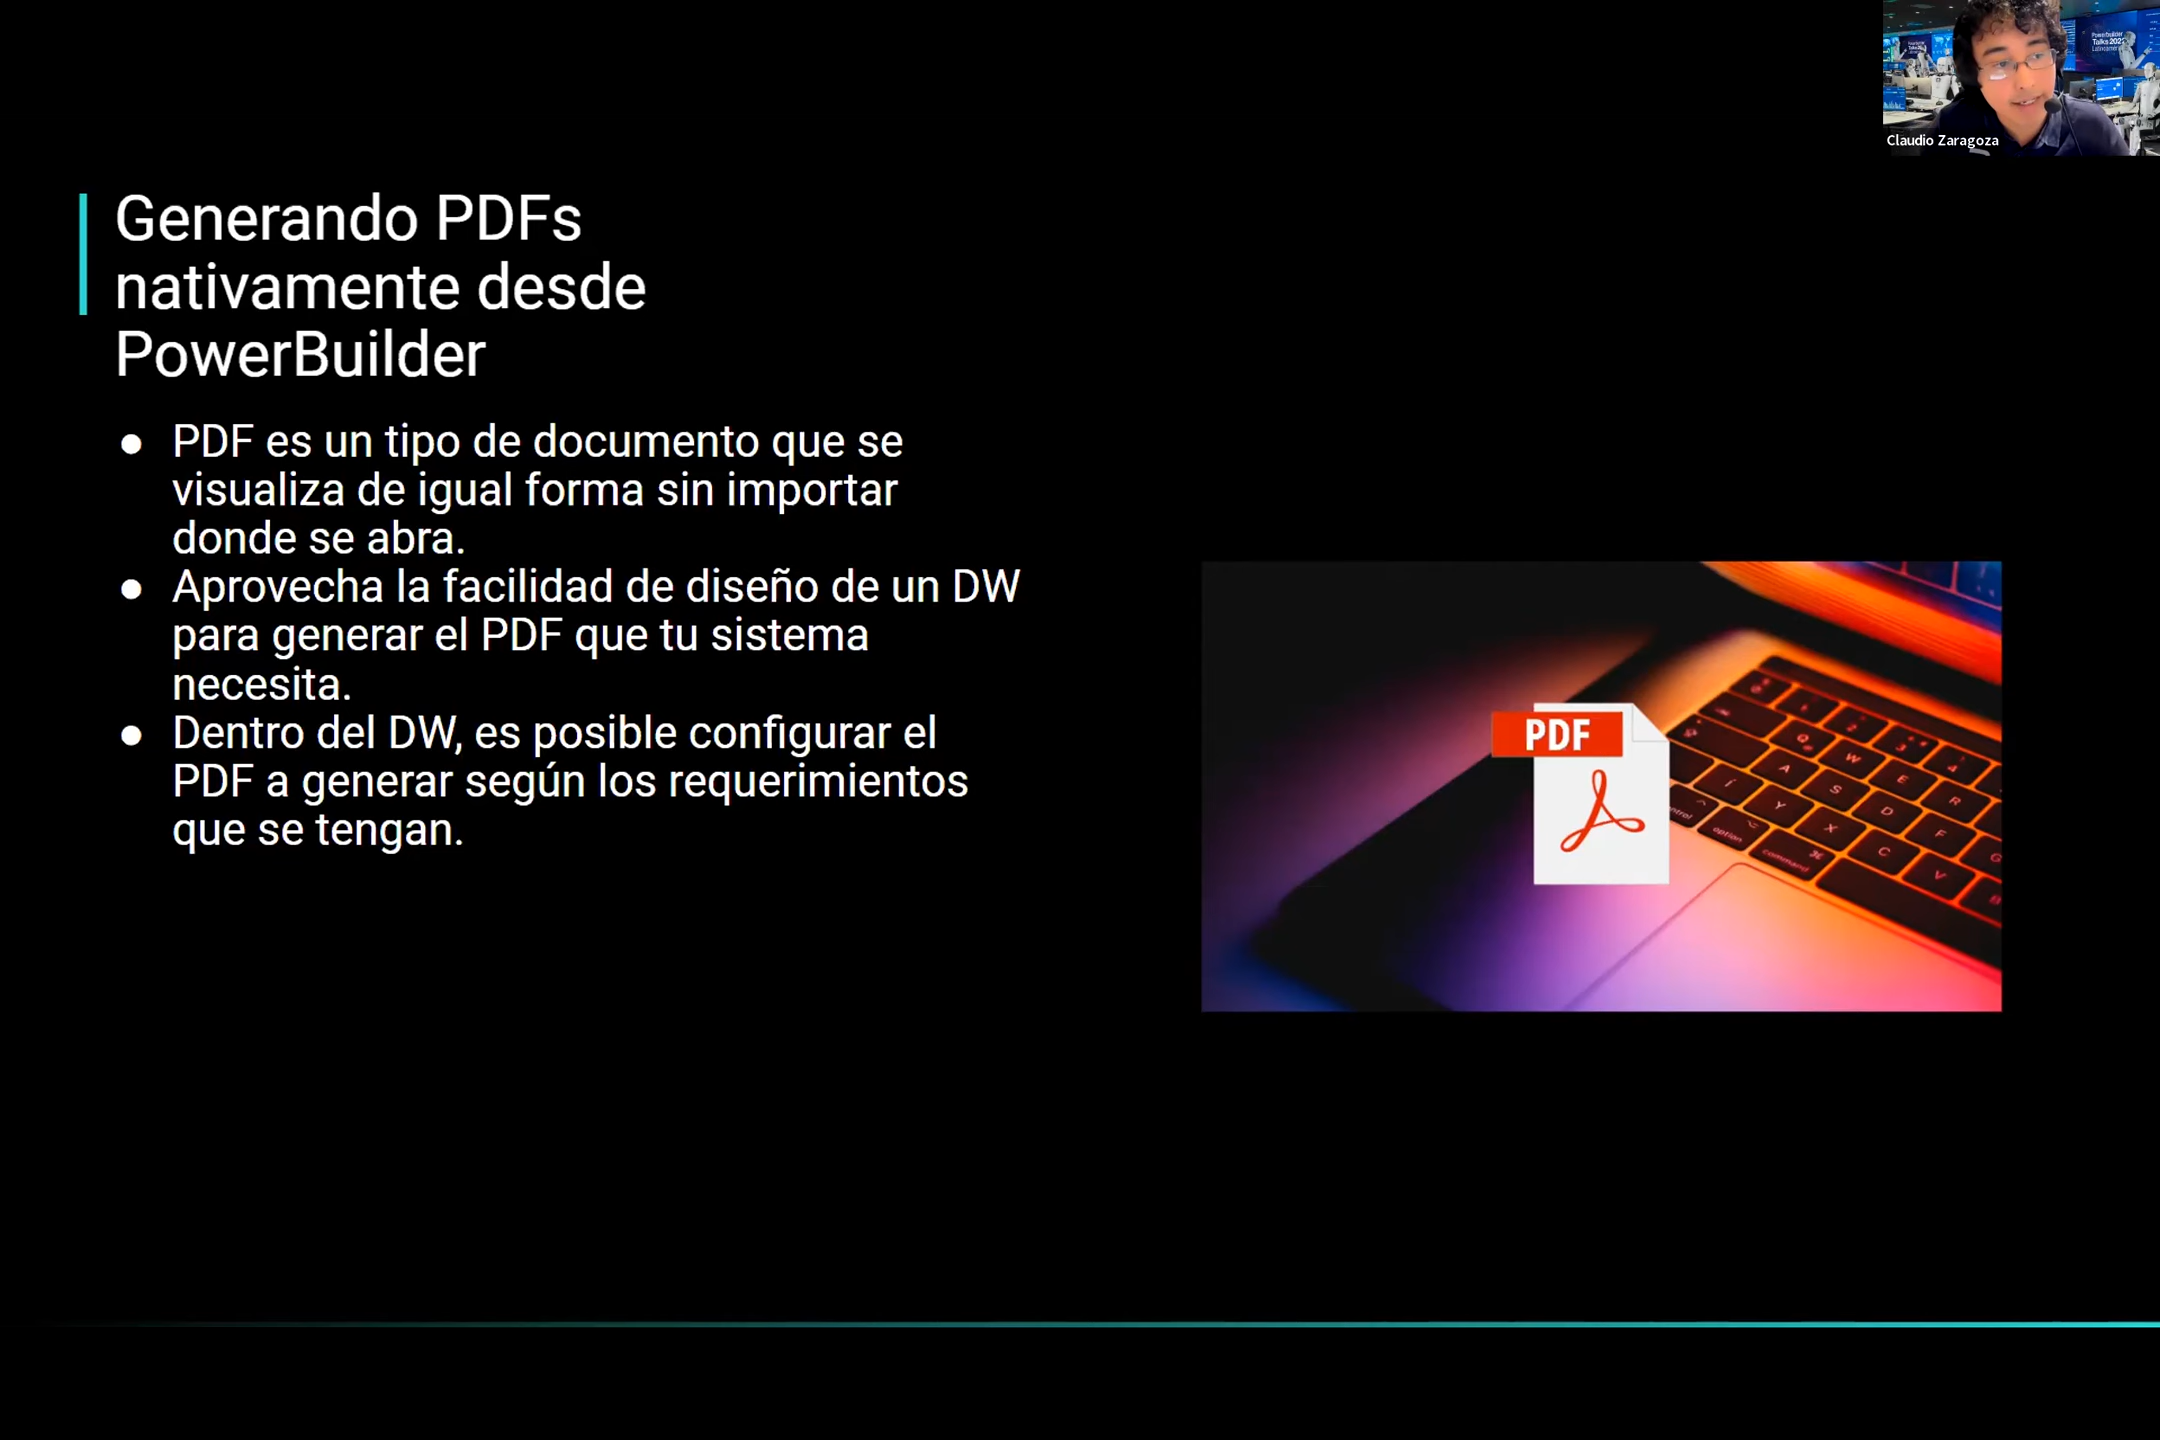 Claudio Zaragoza
Generando PDFs
nativamente desde
PowerBuilder
● PDF es un tipo de documento que se
visualiza de igual forma sin importar
donde se abra.
● Aprovecha la facilidad de diseño de un DW
para generar el PDF que tu sistema
necesita.
● Dentro del DW, es posible configurar el
PDF a generar según los requerimientos
que se tengan.
PDF
option
command